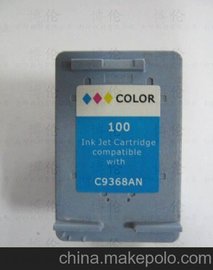 COLOR
100
Ink Jet Cartridge
compatible
with
C9368AN
china.makepolo.com